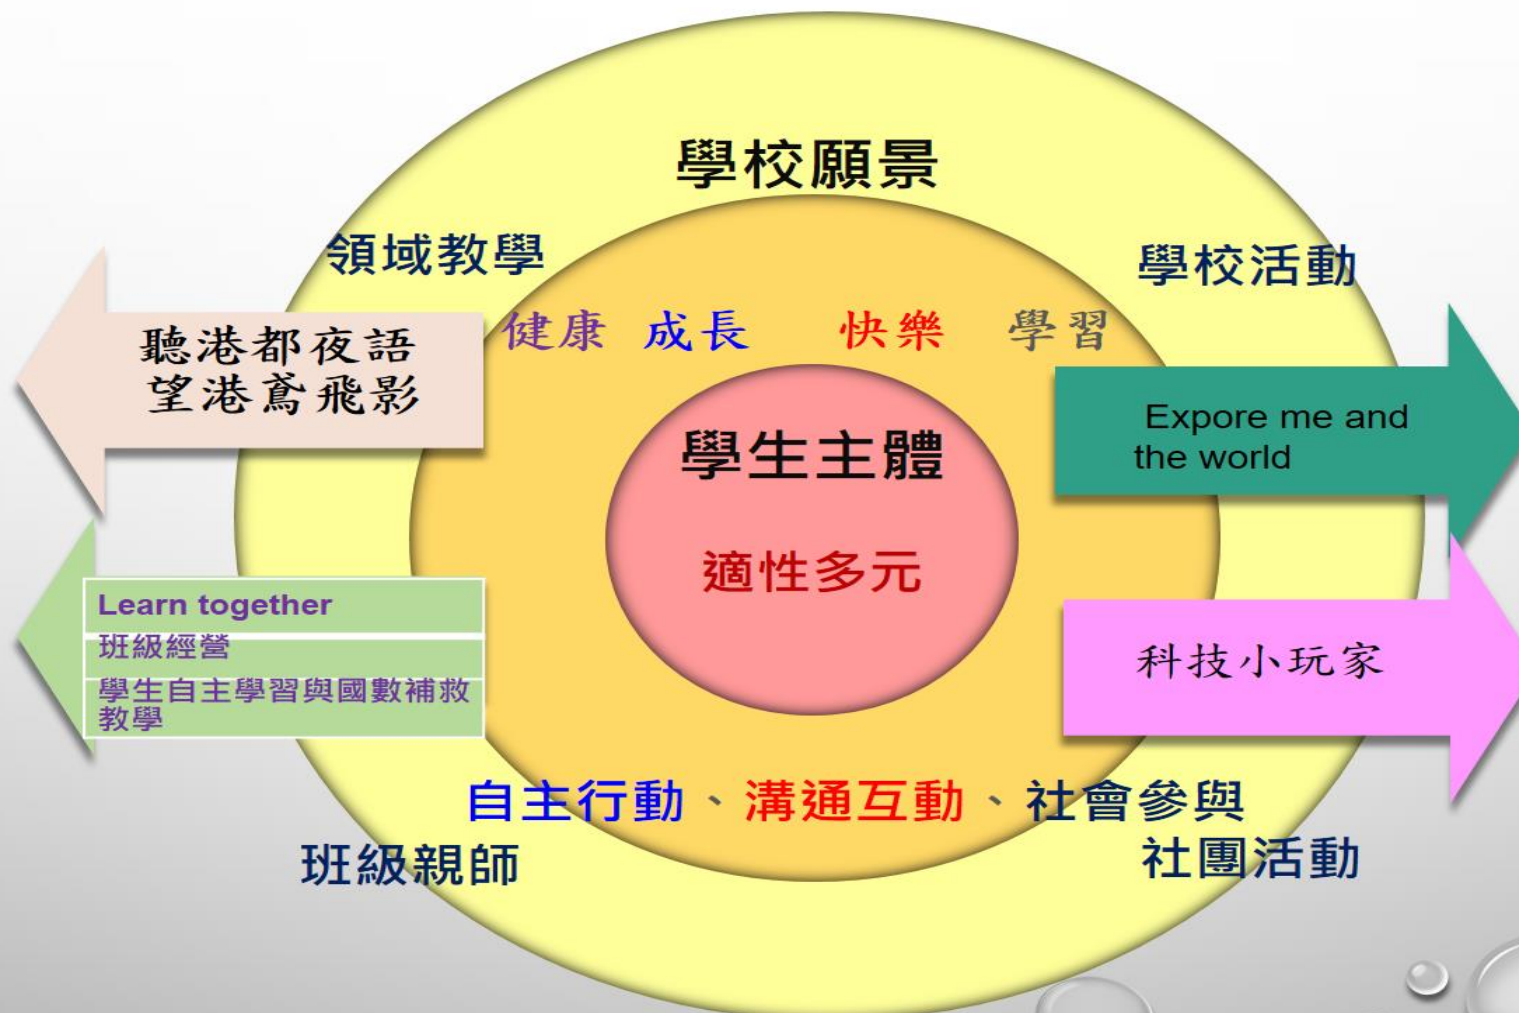 學校願景
領域教學
學校活動
健康 成長 快樂 學習
聽港都夜語
望港鳶飛影
Expore me and
the world
學生主體
適性多元
Learn together
班級經營
學生自主學習與國數補救
教學
科技小玩家
自主行動、溝通互動、社會參與
班級親師
社團活動